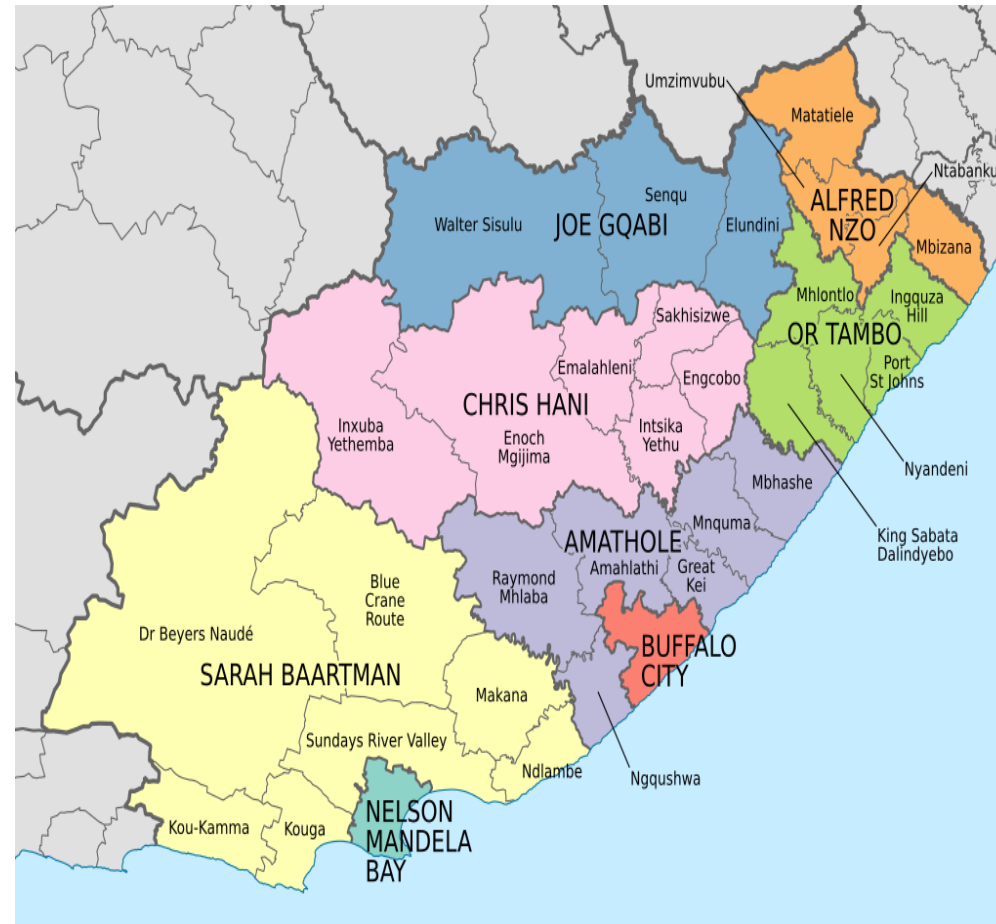 Umzimvubu
Matatiele
Ntabanku
Senqu
ALFRED
NZO
Walter Sisulu
JOE GQABI
Elundini
Mbizana
Mhlontlo
Ingquza
Hill
Sakhisizwe
OR TAMBO
Emalahleni
Port
St Johns
Engcobo
CHRIS HANI
Inxuba
Yethemba
Enoch
Mgijima
Intsika
Yethu
Nyandeni
Mbhashe
Mnquma
King Sabata
Dalindyebo
AMATHOLE
Amahlathi
Great
Kei
Raymond
Mhlaba
Blue
Crane
Route
Dr Beyers Naudé
BUFFALO
CITY
SARAH BAARTMAN
Makana
Sundays River Valley
Ndlambe
Ngqushwa
NELSON
MANDELA
BAY
Kou-Kamma
Kouga